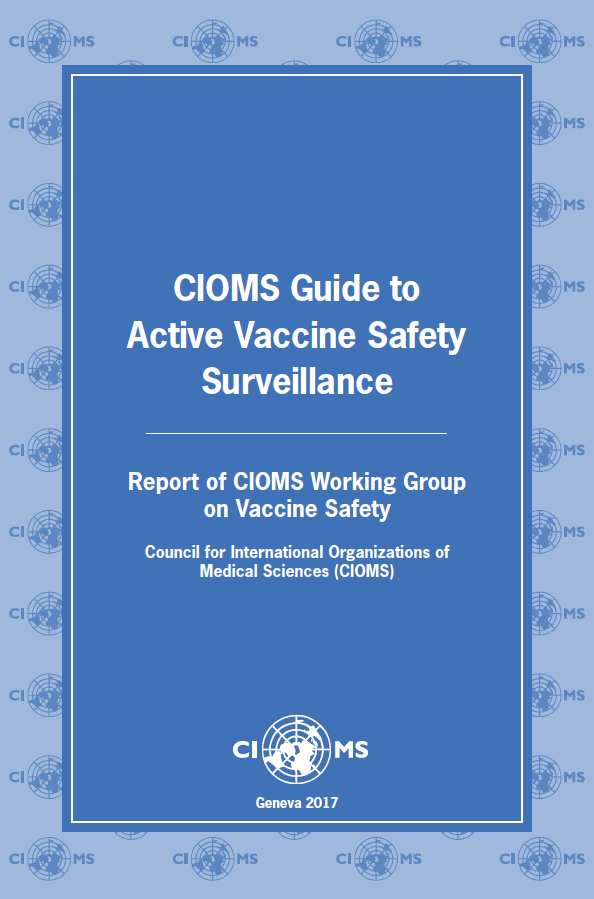 CIOMS Guide to
Active Vaccine Safety
Surveillance
Report of CIOMS Working Group
on Vaccine Safety
Council for International Organizations of
Medical Sciences (CIOMS)
CI MS
Geneva 2017